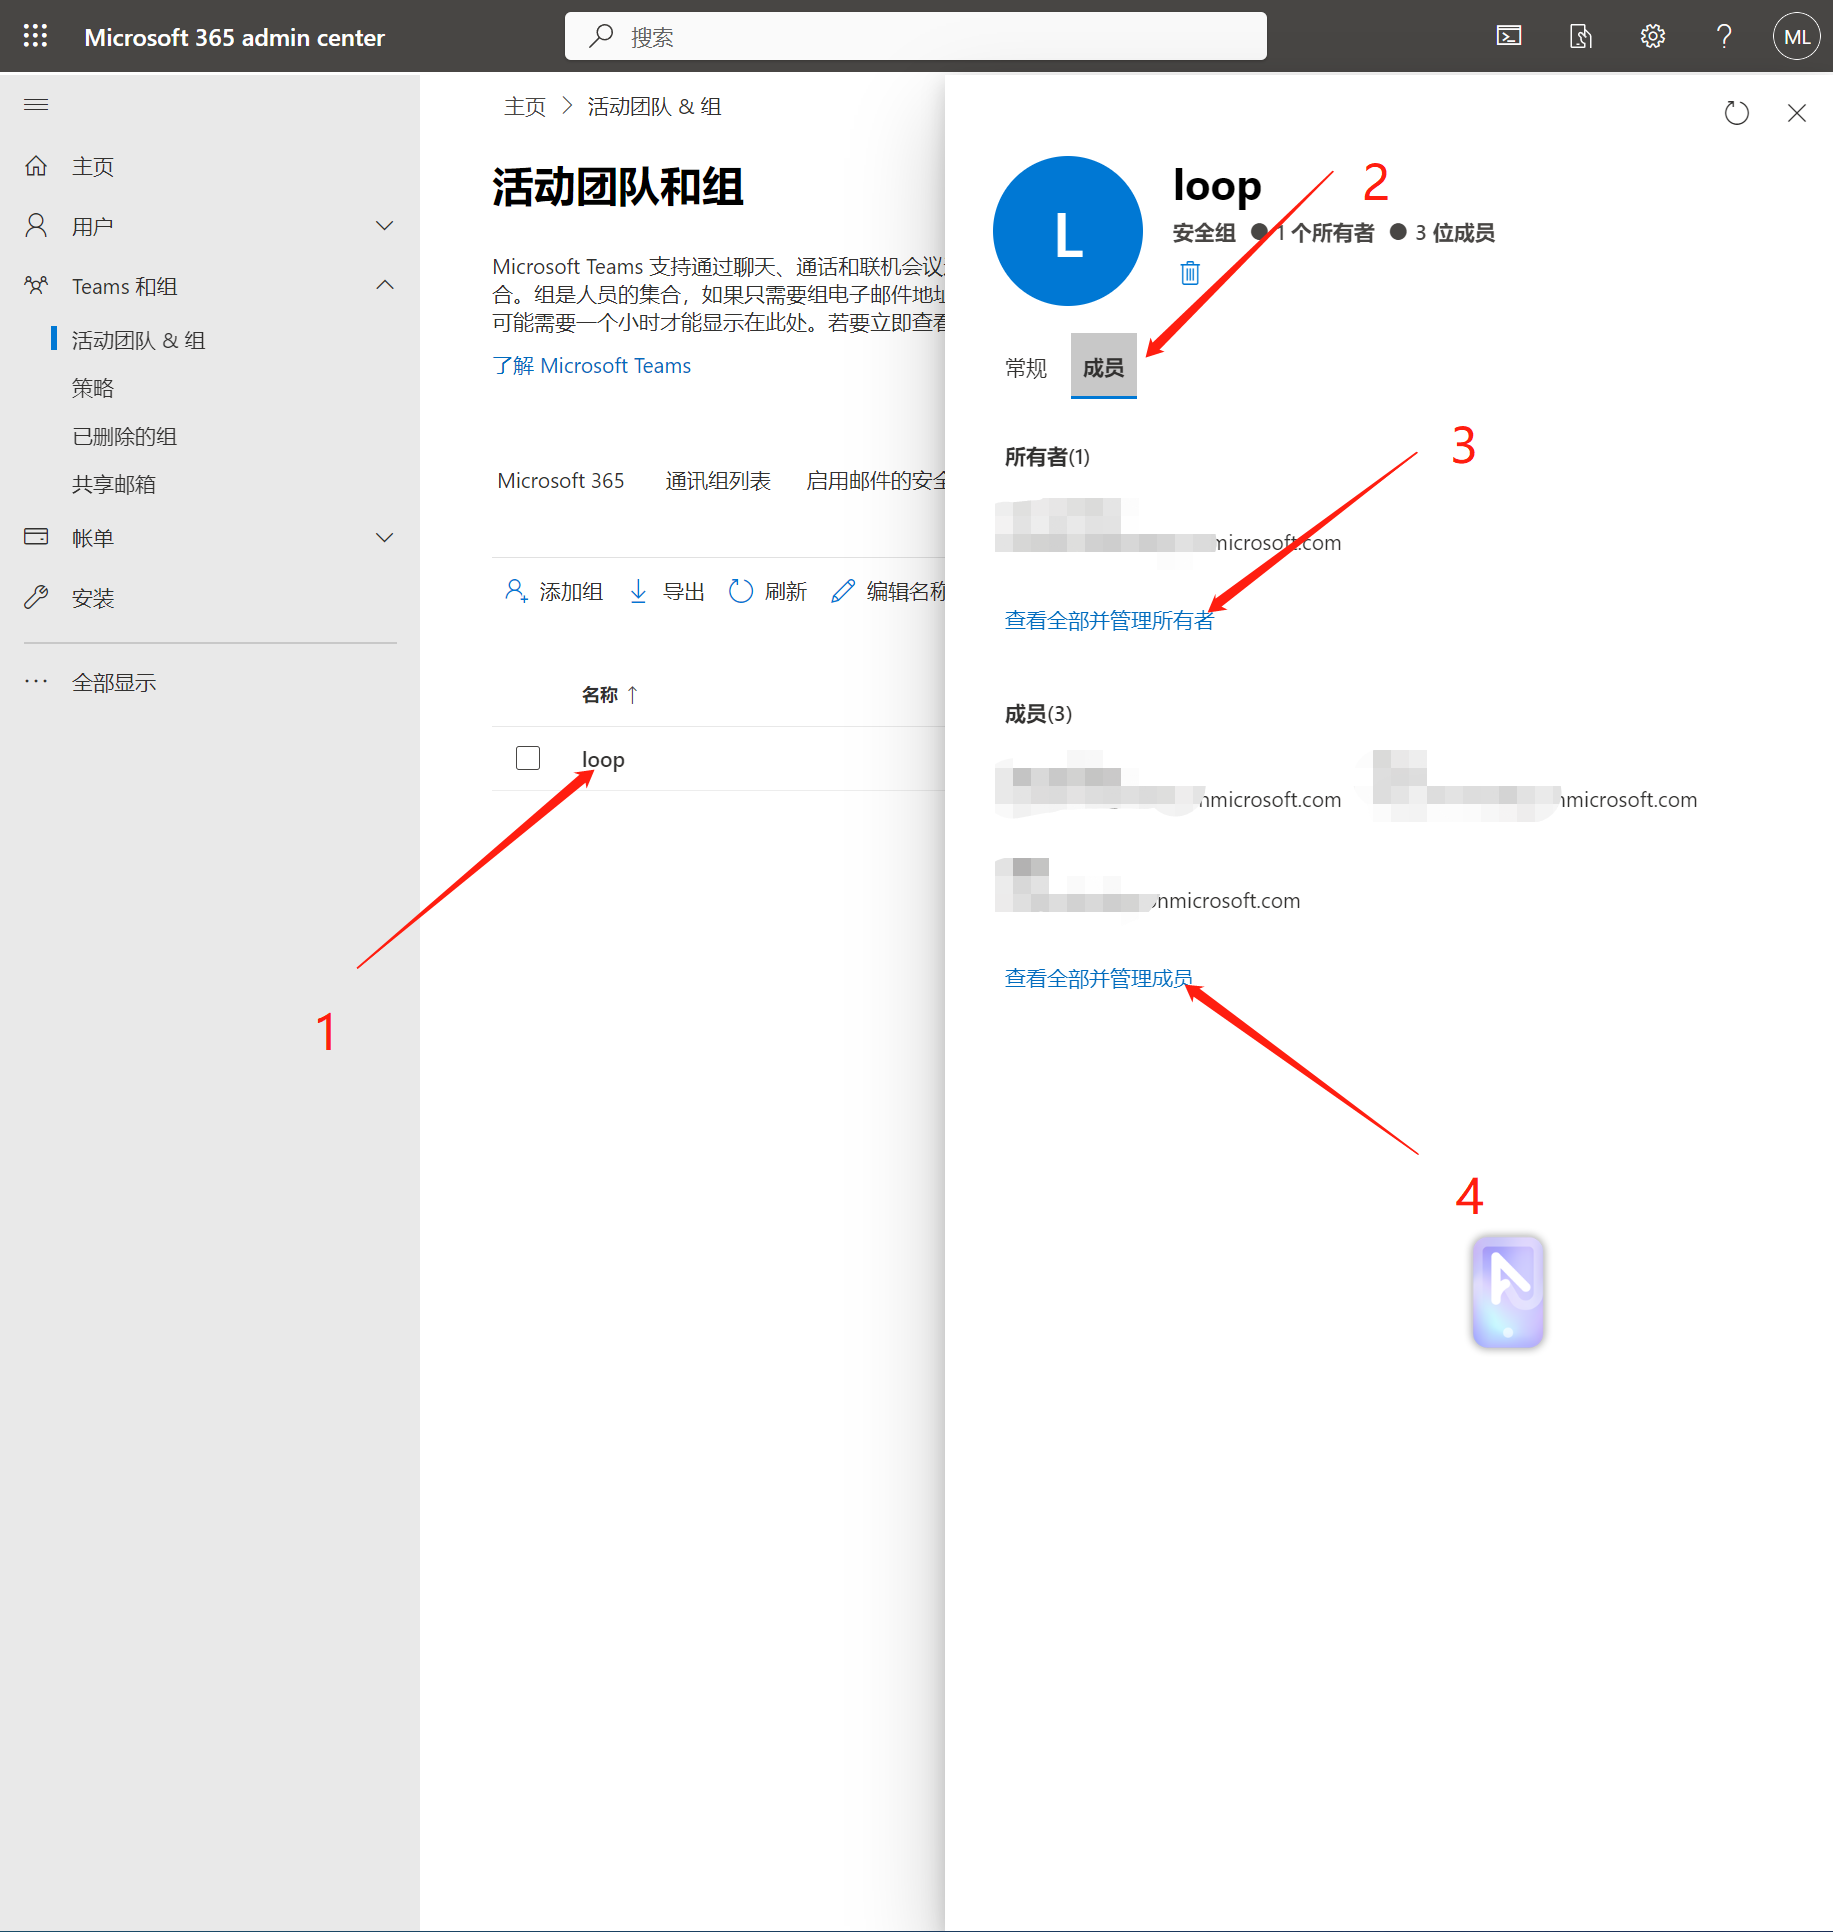 Microsoft 365 admin center
搜索
ML
主页
用户
Teams 和组
活动团队 & 组
策略
已删除的组
共享邮箱
帐单
安装
全部显示
主页 > 活动团队 & 组
活动团队和组
Microsoft Teams 支持通过聊天、通话和联机会议
合。组是人员的集合，如果只需要组电子邮件地址
可能需要一个小时才能显示在此处。若要立即查看
了解 Microsoft Teams
Microsoft 365 通讯组列表 启用邮件的安全
添加组 导出 刷新 编辑名称
名称 ↑
loop
1
L
loop
2
安全组 ● 1 个所有者 ● 3 位成员
常规 成员
3
所有者(1)
microsoft.com
查看全部并管理所有者
成员(3)
nmicrosoft.com nmicrosoft.com
onmicrosoft.com
查看全部并管理成员
4